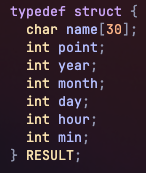 typedef struct {
  char name[30];
  int point;
  int year;
  int month;
  int day;
  int hour;
  int min;
} RESULT;